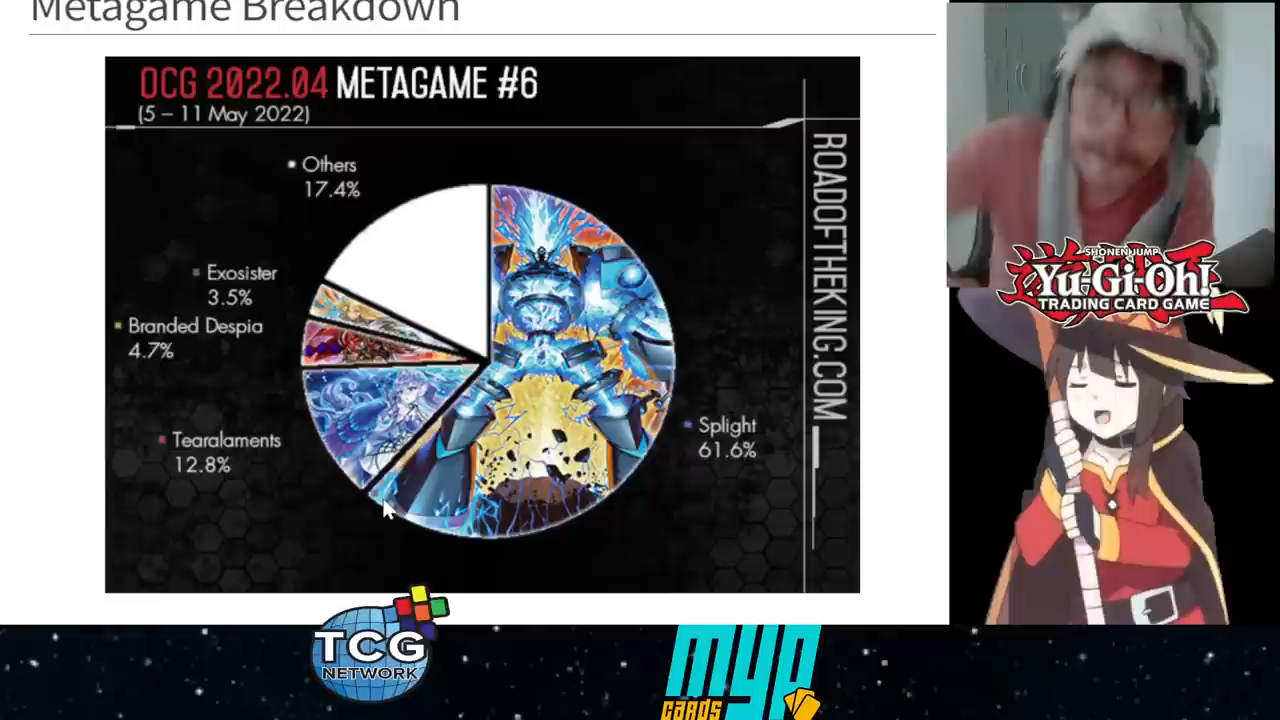 Metagame Breakdown
OCG 2022.04 METAGAME #6
(5 – 11 May 2022)
Others
17.4%
Exosister
3.5%
Branded Despia
4.7%
Tearalaments
12.8%
Splight
61.6%
ROADOFTHEKING.COM
SHONEN JUMP
Yu-Gi-Oh!
TRADING CARD GAME
TCG
NETWORK
myp
cards